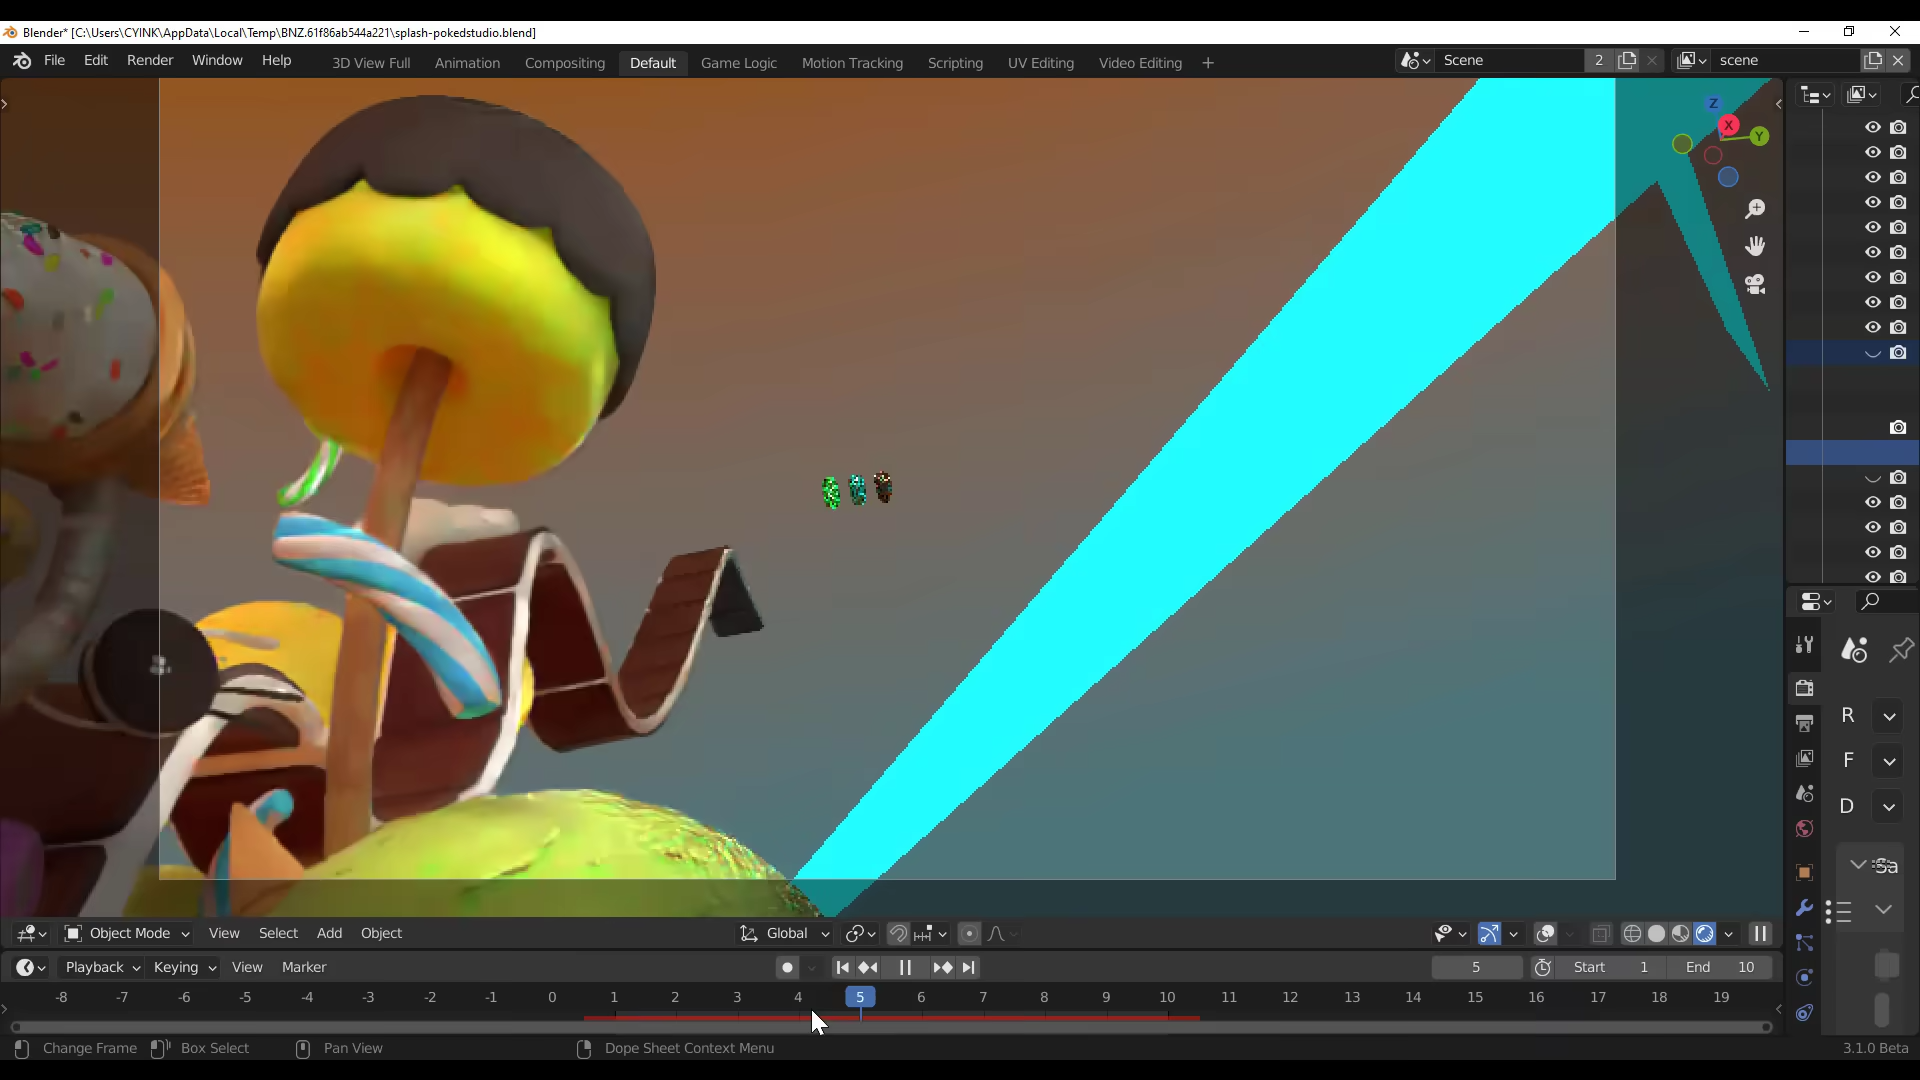 Blender* [C:\Users\CYINK\AppData\Local\Temp\BNZ.61f86ab544a221\splash-pokedstudio.blend]
File Edit Render Window Help 3D View Full Animation Compositing Default Game Logic Motion Tracking Scripting UV Editing Video Editing + Scene 2 scene
Z
X
Y
R
F
D
Sa
Object Mode View Select Add Object Global
Playback Keying View Marker 5 Start 1 End 10
-8 -7 -6 -5 -4 -3 -2 -1 0 1 2 3 4 5 6 7 8 9 10 11 12 13 14 15 16 17 18 19
Change Frame Box Select Pan View Dope Sheet Context Menu 3.1.0 Beta